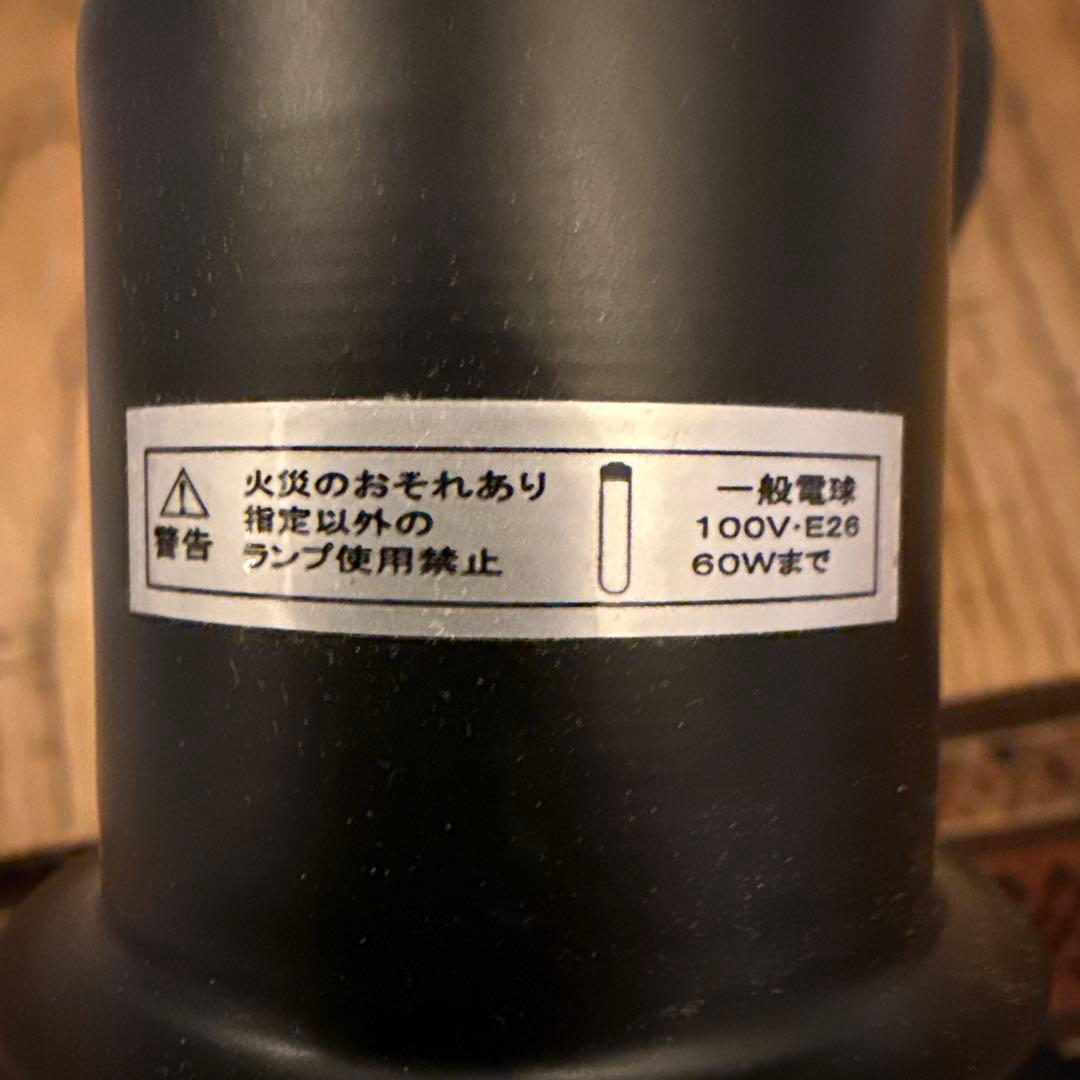 警告
火災のおそれあり
指定以外の
ランプ使用禁止
一般電球
100V・E26
60Wまで